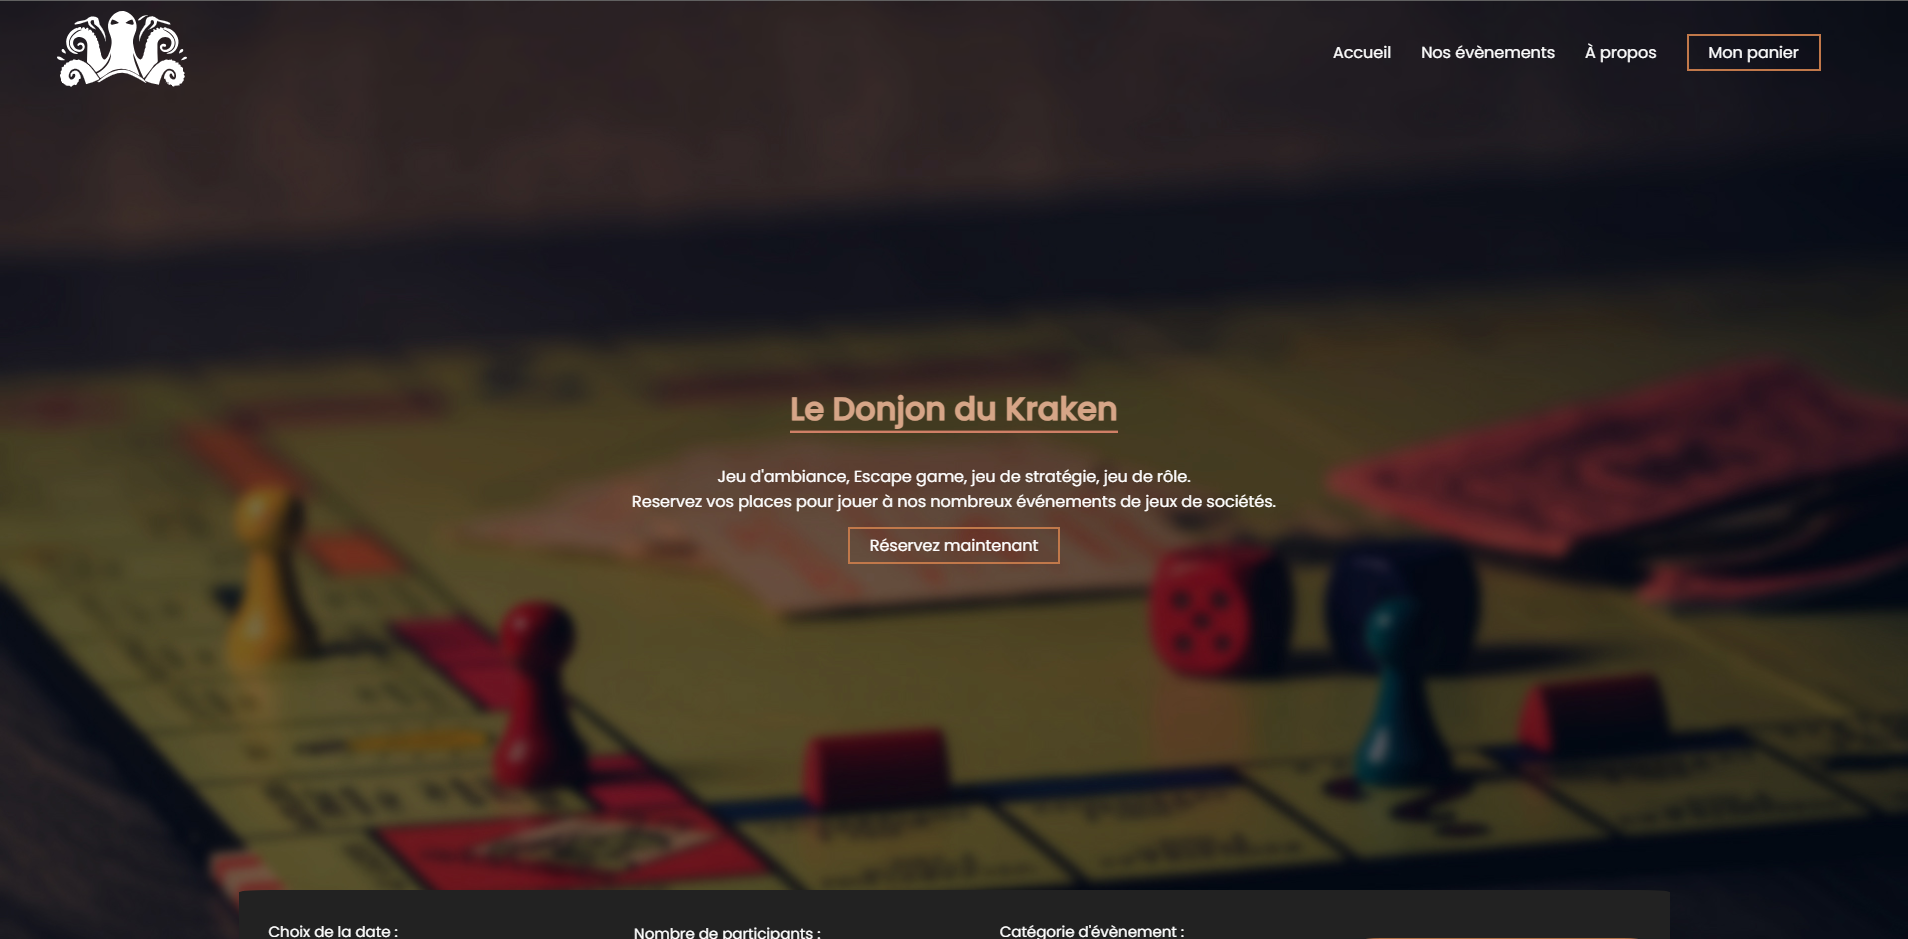 Accueil
Nos évènements
À propos
Mon panier
Le Donjon du Kraken
Jeu d'ambiance, Escape game, jeu de stratégie, jeu de rôle.
Reservez vos places pour jouer à nos nombreux événements de jeux de sociétés.
Réservez maintenant
Choix de la date :
Nombre de participants :
Catégorie d'évènement :